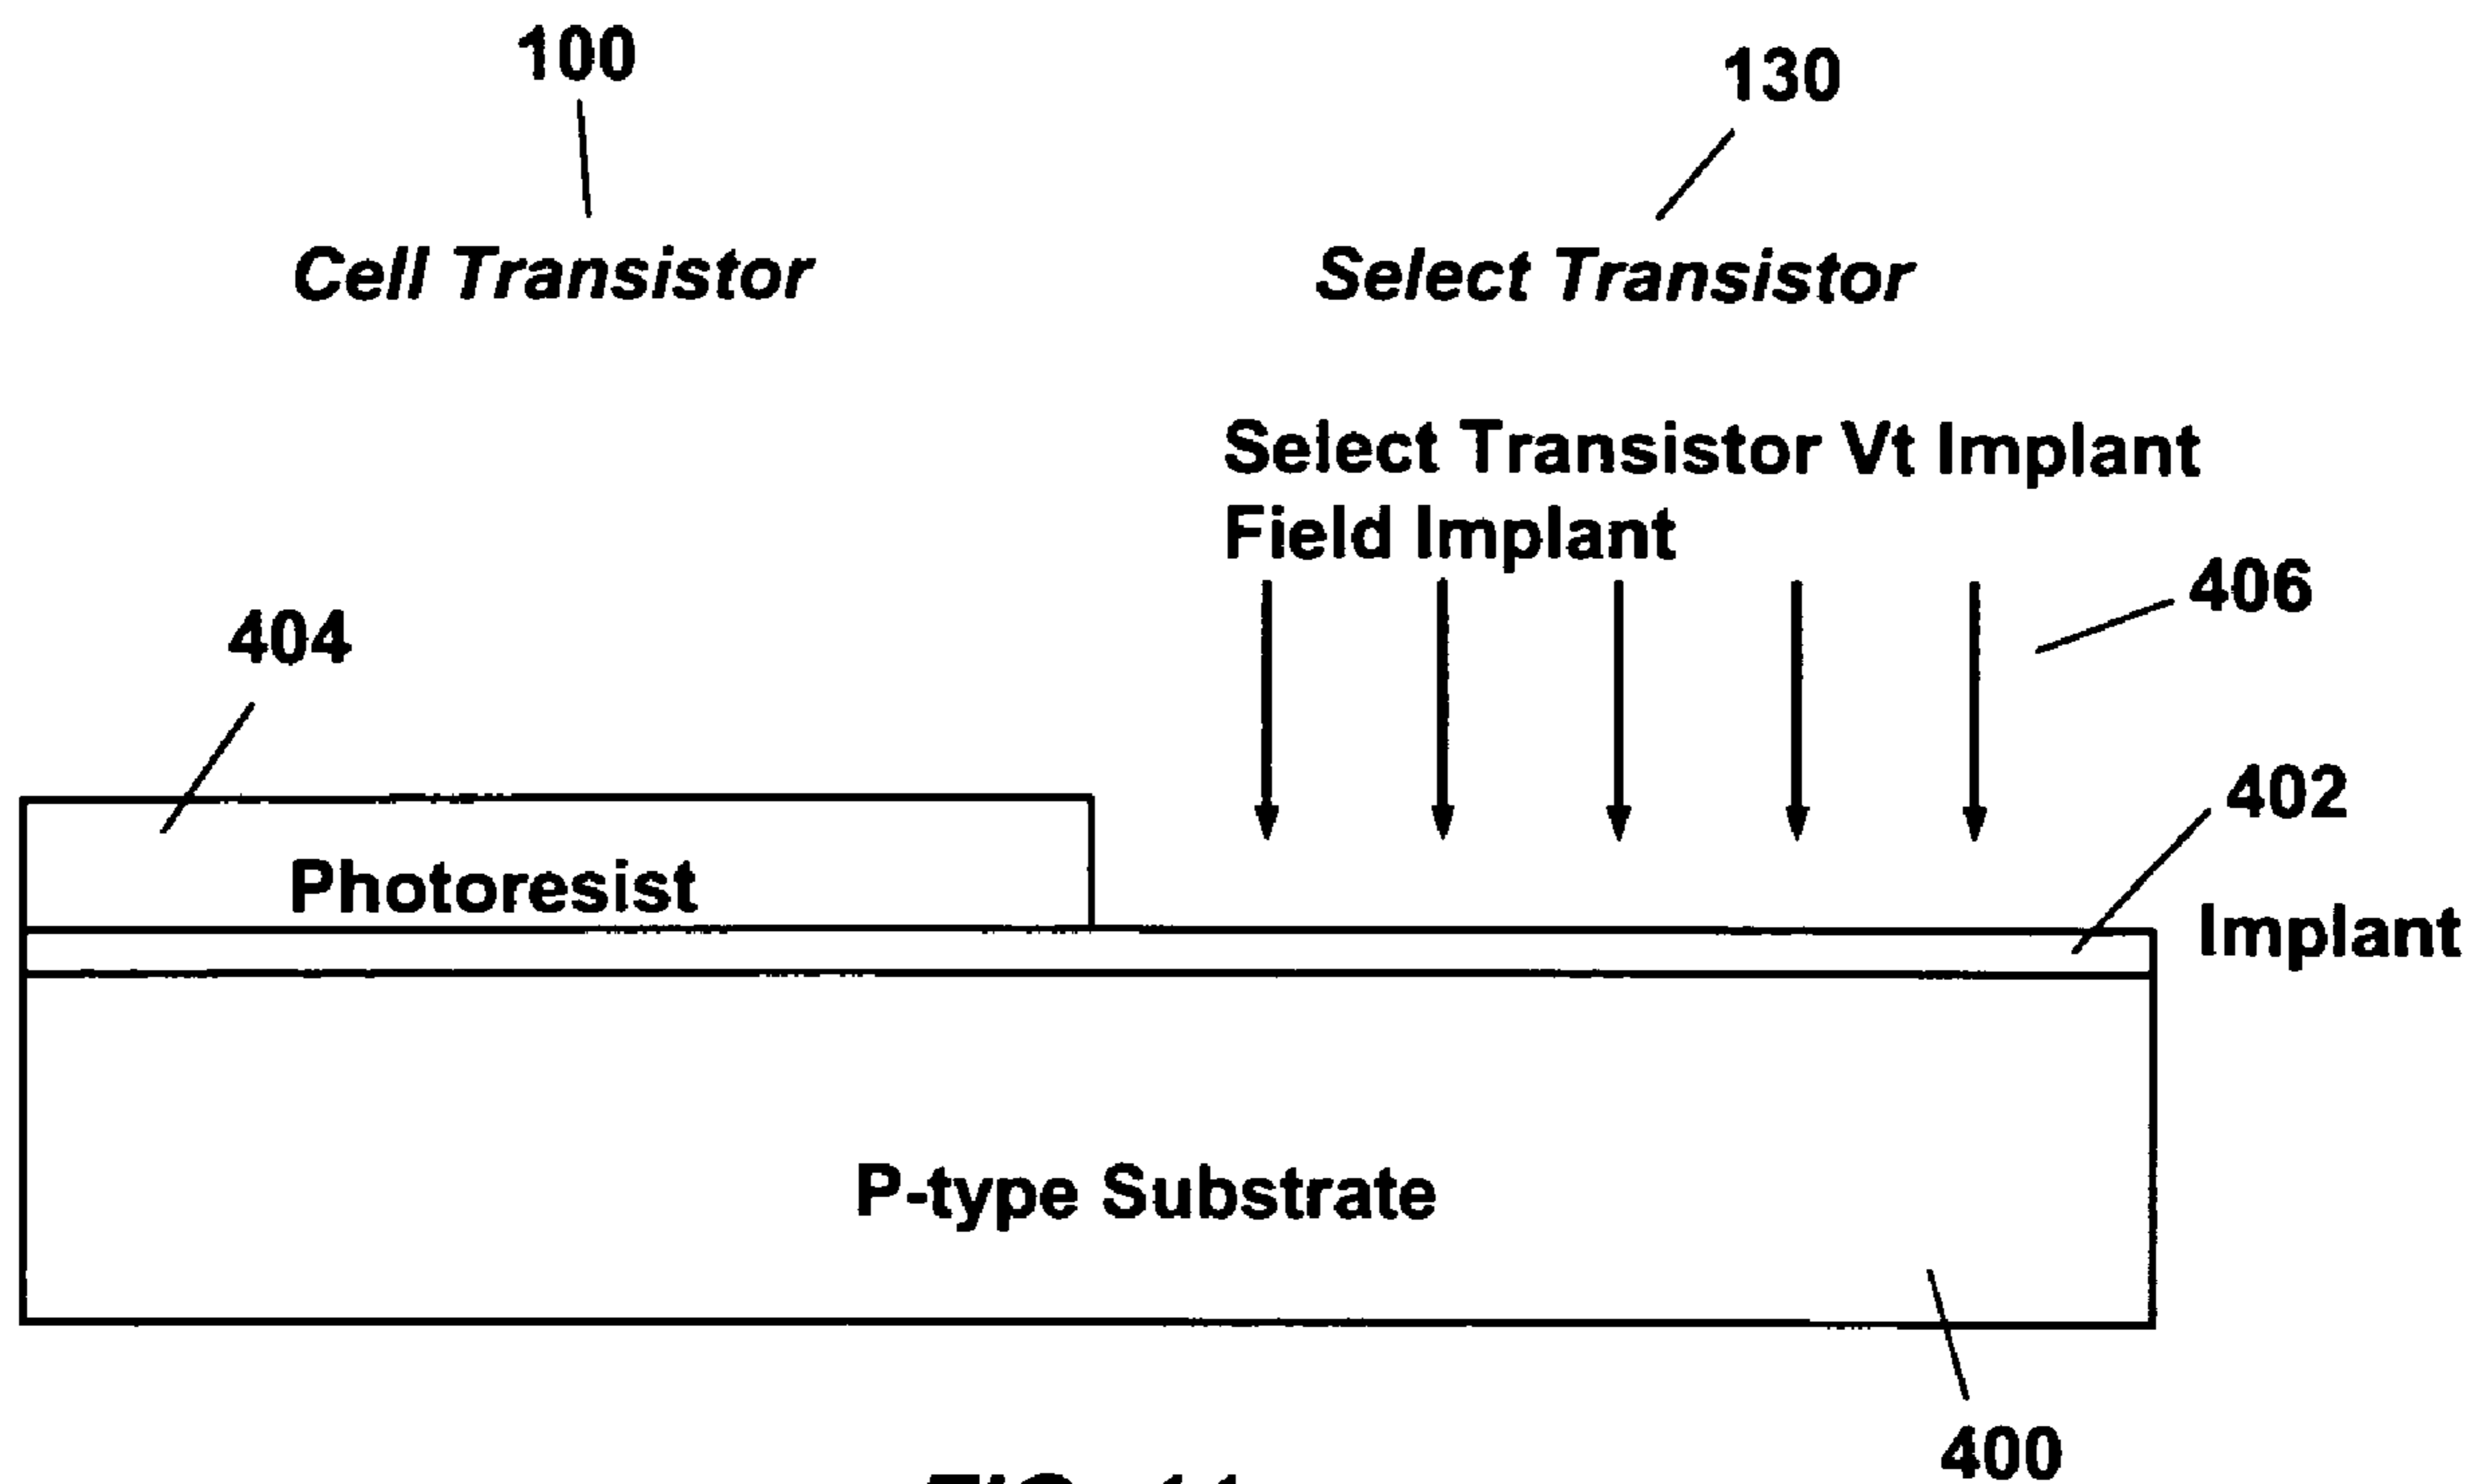 100
130
Cell Transistor
Select Transistor
Select Transistor Vt Implant
Field Implant
406
404
402
Photoresist
Implant
P-type Substrate
400